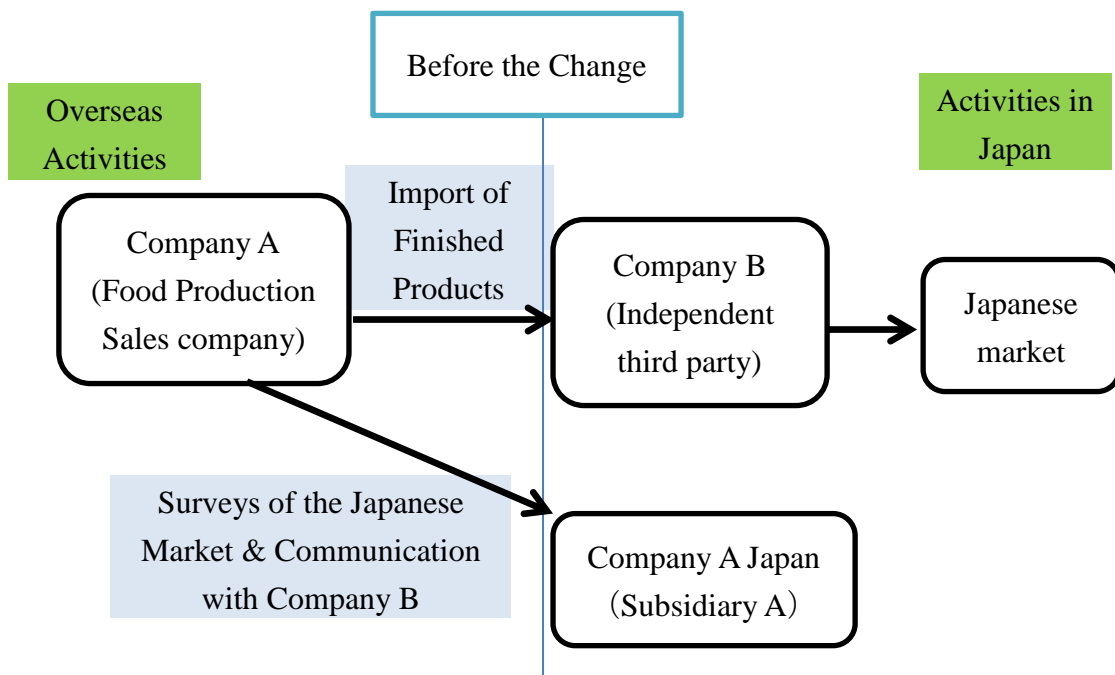 Before the Change
Overseas
Activities
Activities in
Japan
Import of
Finished
Products
Company A
(Food Production
Sales company)
Company B
(Independent
third party)
Japanese
market
Surveys of the Japanese
Market & Communication
with Company B
Company A Japan
（Subsidiary A）